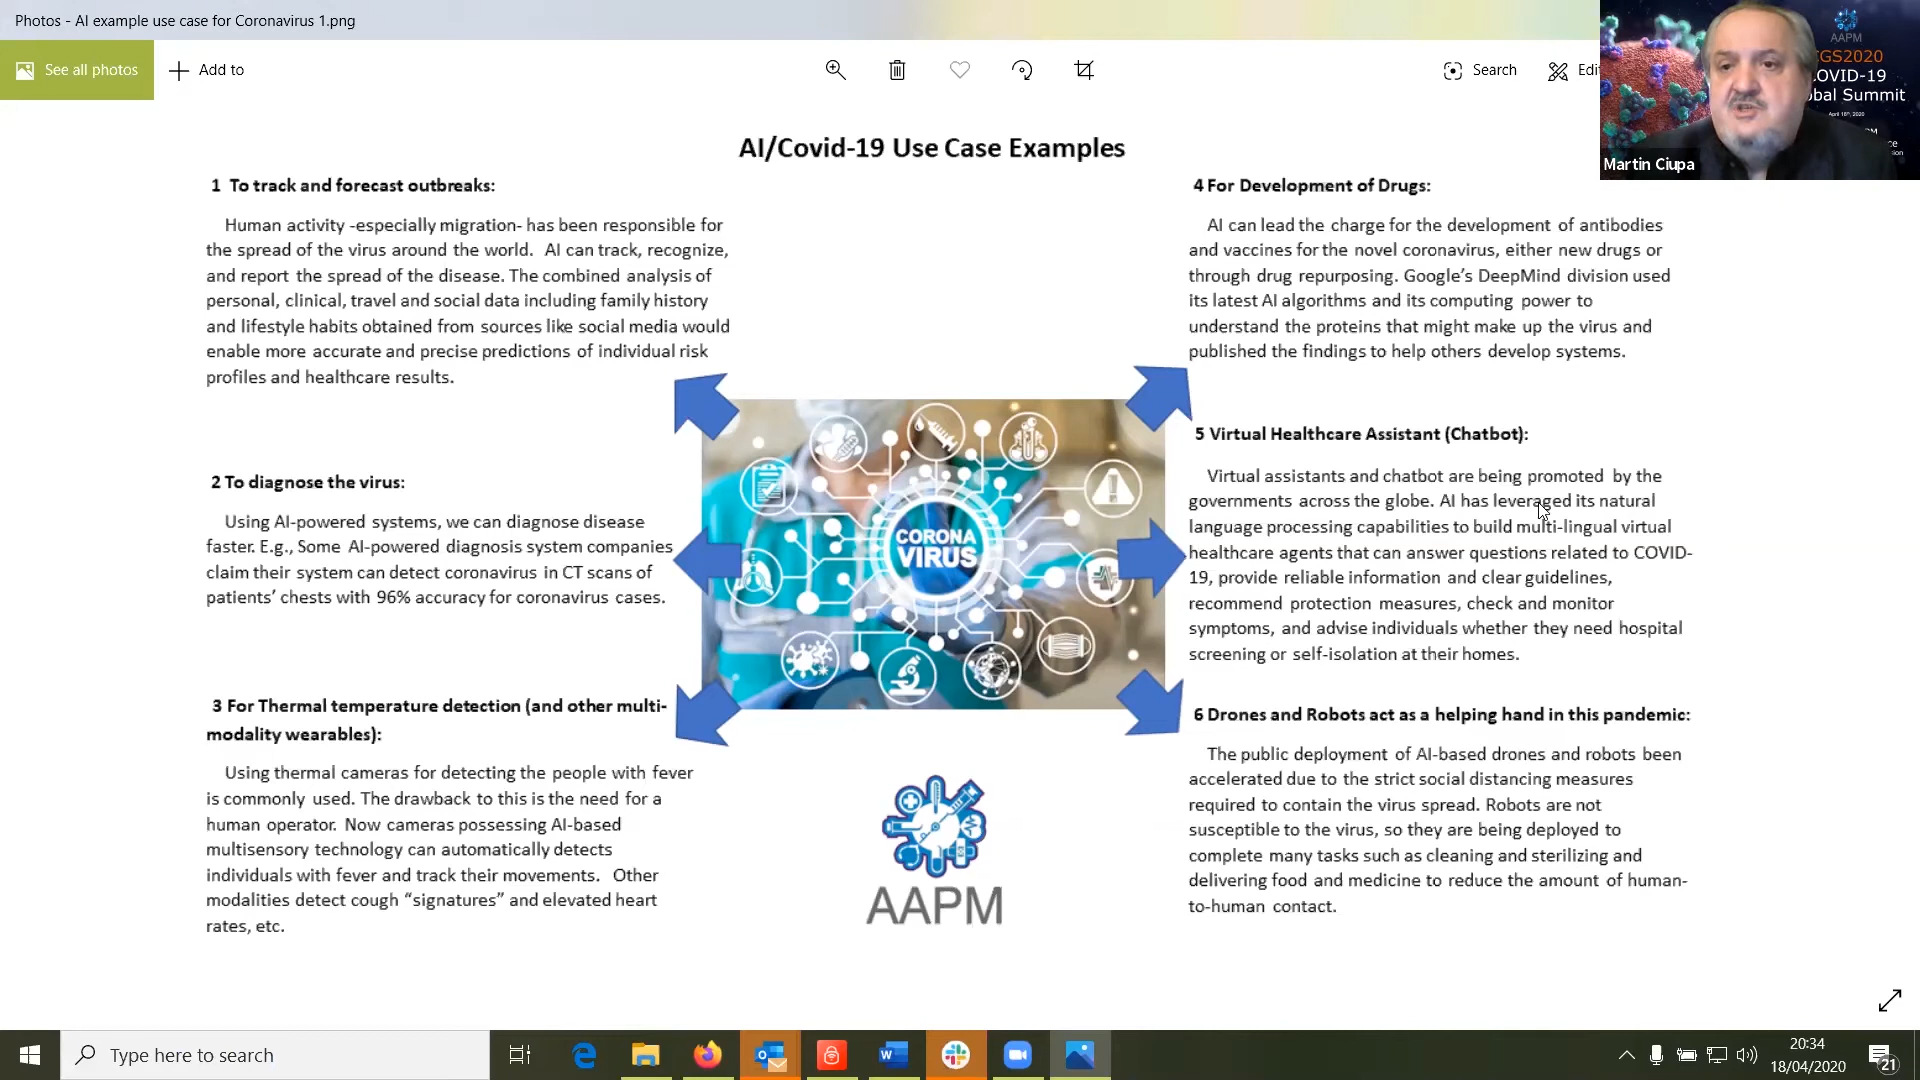 Photos - AI example use case for Coronavirus 1.png
See all photos
Add to
Search
AAPM
GS2020
OVID-19
bal Summit
April 18th, 2020
Martin Ciupa
AI/Covid-19 Use Case Examples
1 To track and forecast outbreaks:
Human activity -especially migration- has been responsible for
the spread of the virus around the world. AI can track, recognize,
and report the spread of the disease. The combined analysis of
personal, clinical, travel and social data including family history
and lifestyle habits obtained from sources like social media would
enable more accurate and precise predictions of individual risk
profiles and healthcare results.
2 To diagnose the virus:
Using AI-powered systems, we can diagnose disease
faster. E.g., Some AI-powered diagnosis system companies
claim their system can detect coronavirus in CT scans of
patients’ chests with 96% accuracy for coronavirus cases.
3 For Thermal temperature detection (and other multi-
modality wearables):
Using thermal cameras for detecting the people with fever
is commonly used. The drawback to this is the need for a
human operator. Now cameras possessing AI-based
multisensory technology can automatically detects
individuals with fever and track their movements. Other
modalities detect cough “signatures” and elevated heart
rates, etc.
CORONA
VIRUS
AAPM
4 For Development of Drugs:
AI can lead the charge for the development of antibodies
and vaccines for the novel coronavirus, either new drugs or
through drug repurposing. Google’s DeepMind division used
its latest AI algorithms and its computing power to
understand the proteins that might make up the virus and
published the findings to help others develop systems.
5 Virtual Healthcare Assistant (Chatbot):
Virtual assistants and chatbot are being promoted by the
governments across the globe. AI has leveraged its natural
language processing capabilities to build multi-lingual virtual
healthcare agents that can answer questions related to COVID-
19, provide reliable information and clear guidelines,
recommend protection measures, check and monitor
symptoms, and advise individuals whether they need hospital
screening or self-isolation at their homes.
6 Drones and Robots act as a helping hand in this pandemic:
The public deployment of AI-based drones and robots been
accelerated due to the strict social distancing measures
required to contain the virus spread. Robots are not
susceptible to the virus, so they are being deployed to
complete many tasks such as cleaning and sterilizing and
delivering food and medicine to reduce the amount of human-
to-human contact.
Type here to search
20:34
18/04/2020
21